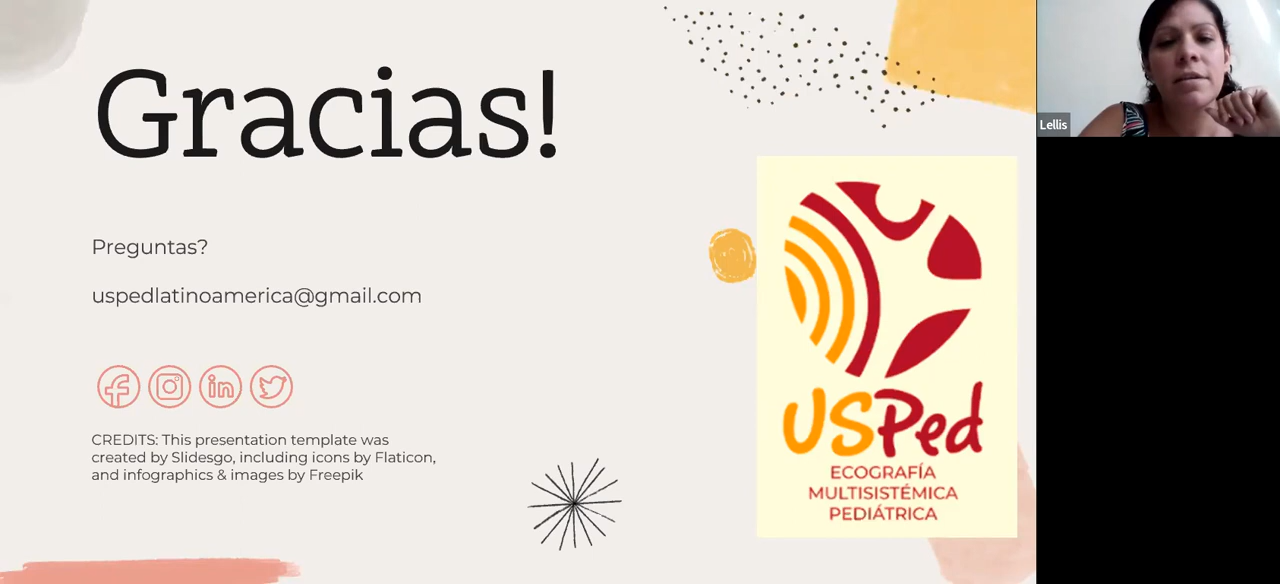 Gracias!
Preguntas?
uspedlatinoamerica@gmail.com
CREDITS: This presentation template was
created by Slidesgo, including icons by Flaticon,
and infographics & images by Freepik
USPed
ECOGRAFÍA
MULTISISTÉMICA
PEDIÁTRICA
Lellis